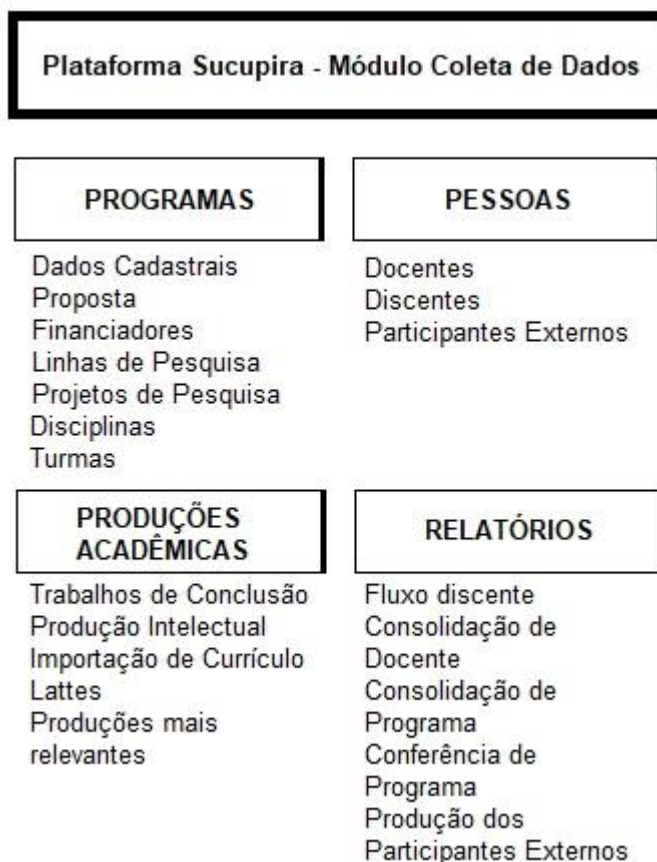 Plataforma Sucupira - Módulo Coleta de Dados
PROGRAMAS
Dados Cadastrais
Proposta
Financiadores
Linhas de Pesquisa
Projetos de Pesquisa
Disciplinas
Turmas
PESSOAS
Docentes
Discentes
Participantes Externos
PRODUÇÕES
ACADÊMICAS
Trabalhos de Conclusão
Produção Intelectual
Importação de Currículo
Lattes
Produções mais
relevantes
RELATÓRIOS
Fluxo discente
Consolidação de
Docente
Consolidação de
Programa
Conferência de
Programa
Produção dos
Participantes Externos